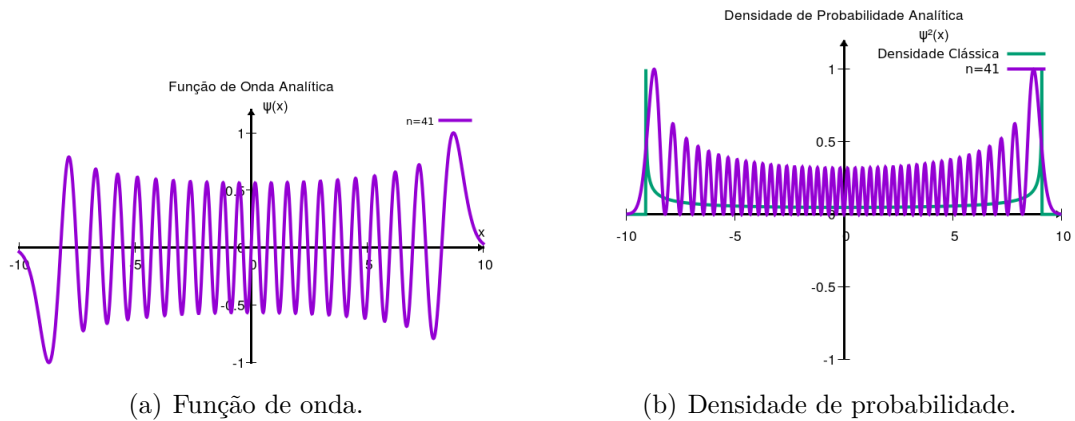 Função de Onda Analítica
ψ(x)
n=41
1
0.5
0
-0.5
-1
-10
5
0
5
10
x
(a) Função de onda.
Densidade de Probabilidade Analítica
ψ²(x)
Densidade Clássica
n=41
1
0.5
0
-0.5
-1
-10
-5
0
5
10
(b) Densidade de probabilidade.